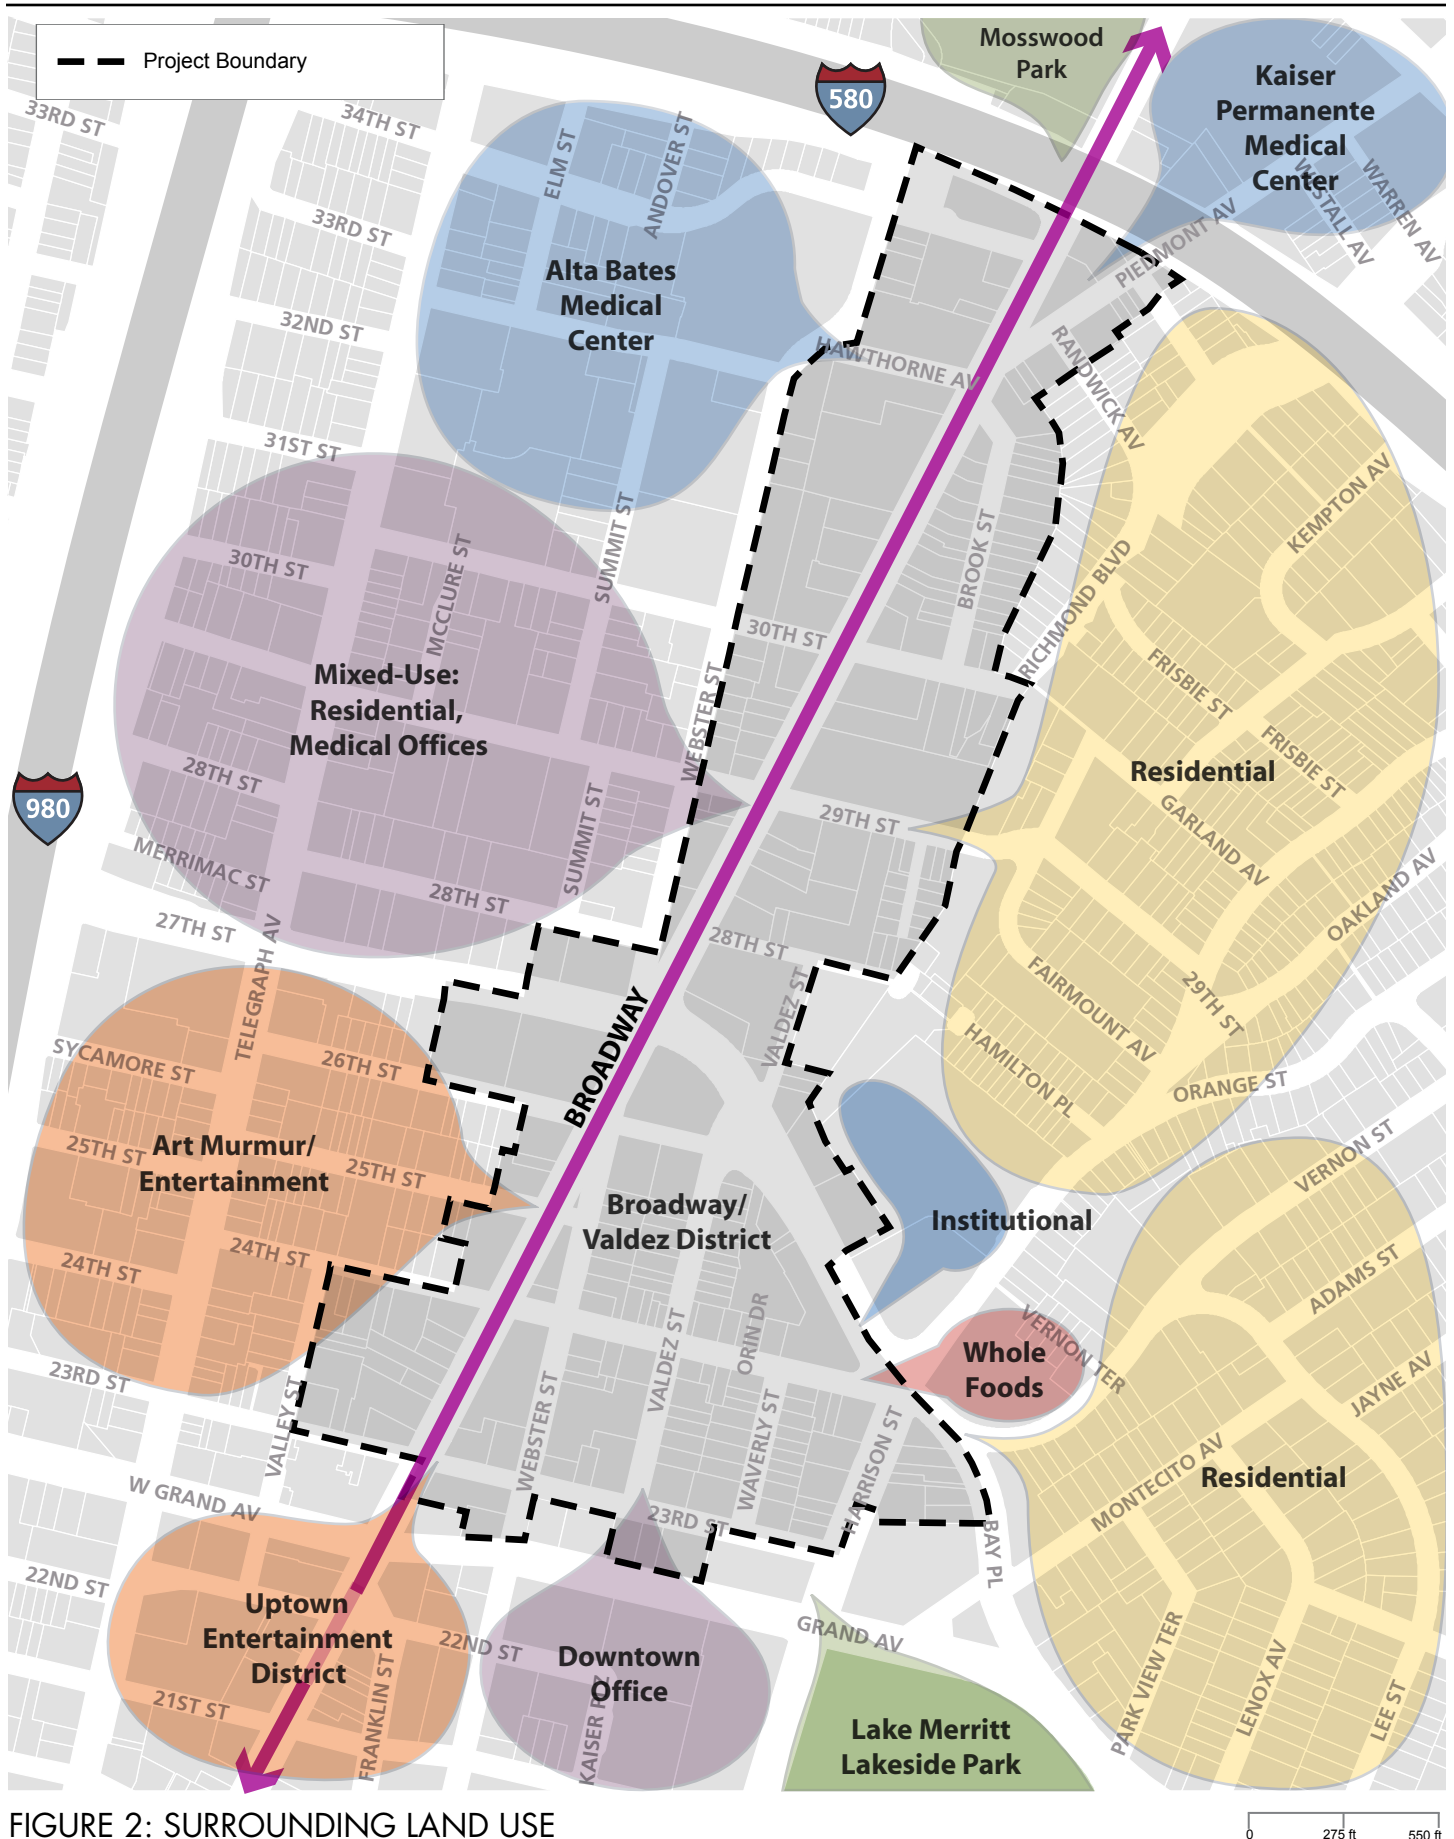 Project Boundary
Mosswood
Park
580
Kaiser
Permanente
Medical
Center
33RD ST
34TH ST
ELM ST
ANDOVER ST
WARREN AV
PIEDMONT AV
33RD ST
Alta Bates
Medical
Center
32ND ST
HAWTHORNE AV
RANDWICK AV
31ST ST
KEMPTON AV
SUMMIT ST
BROOK ST
30TH ST
MCCLURE ST
RICHMOND BLVD
30TH ST
Mixed-Use:
Residential,
Medical Offices
WEBSTER ST
FRISBIE ST
FRISBIE ST
Residential
28TH ST
980
29TH ST
GARLAND AV
SUMMIT ST
MERRIMAC ST
28TH ST
OAKLAND AV
27TH ST
TELEGRAPH AV
28TH ST
VALDEZ ST
FAIRMOUNT AV
29TH ST
BROADWAY
SYCAMORE ST
26TH ST
HAMILTON PL
ORANGE ST
25TH ST
Art Murmur/
Entertainment
25TH ST
VERNON ST
Broadway/
Valdez District
Institutional
24TH ST
24TH ST
ADAMS ST
ORIN DR
VALDEZ ST
VERNON TER
Whole
Foods
23RD ST
VALLEY ST
WEBSTER ST
WAVERLY ST
HARRISON ST
JAYNE AV
MONTECITO AV
Residential
W GRAND AV
23RD ST
BAY PL
22ND ST
Uptown
Entertainment
District
22ND ST
GRAND AV
Downtown
Office
21ST ST
FRANKLIN ST
KAISER PZ
PARK VIEW TER
LENOX AV
LEE ST
Lake Merritt
Lakeside Park
FIGURE 2: SURROUNDING LAND USE
0 275 ft 550 ft